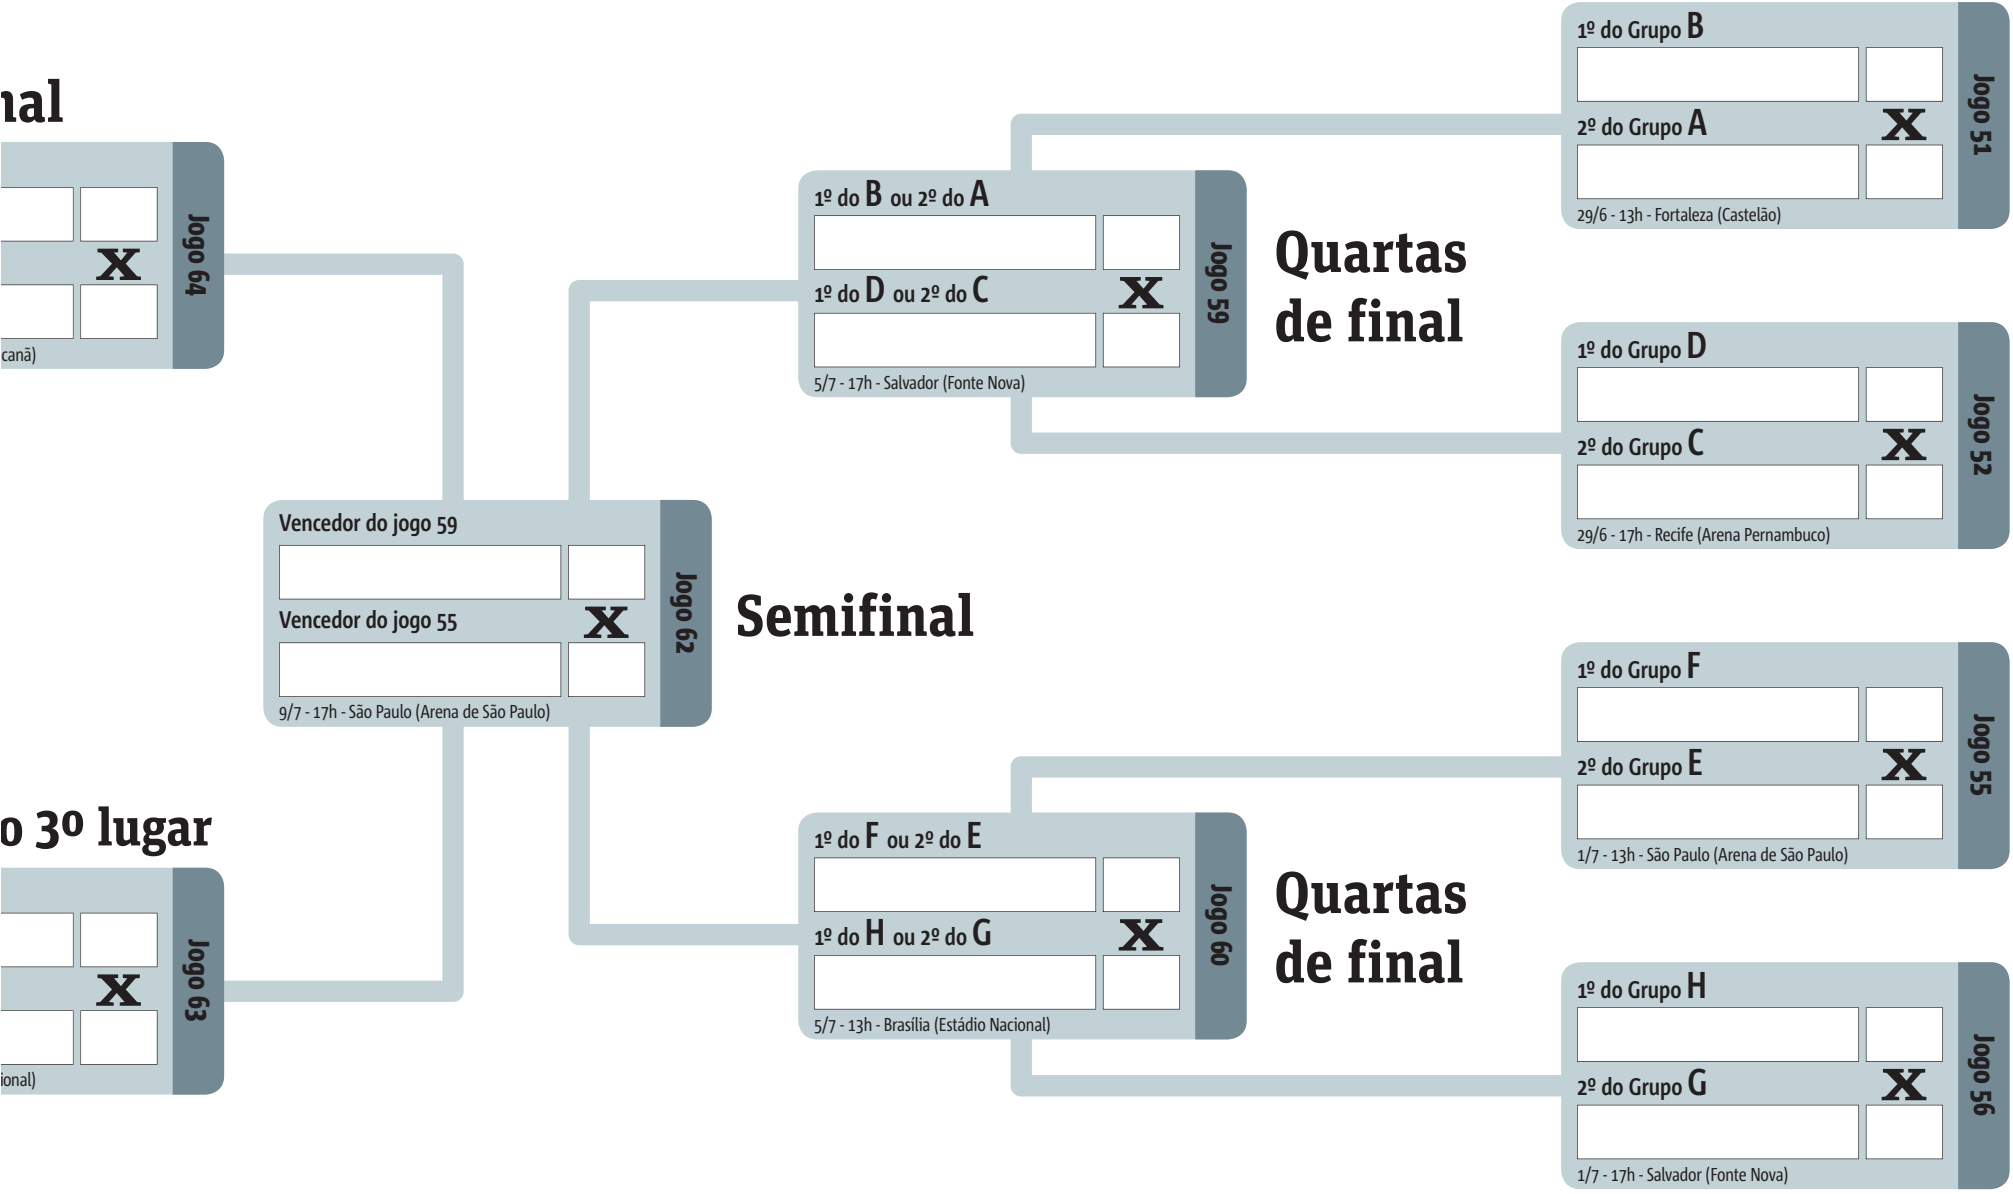 nal
Jogo 64
X
canã)
o 3º lugar
Jogo 63
X
ional)
Vencedor do jogo 59
X
Vencedor do jogo 55
9/7 - 17h - São Paulo (Arena de São Paulo)
Jogo 62
Semifinal
1º do B ou 2º do A
X
1º do D ou 2º do C
5/7 - 17h - Salvador (Fonte Nova)
Jogo 59
Quartas
de final
1º do F ou 2º do E
X
1º do H ou 2º do G
5/7 - 13h - Brasília (Estádio Nacional)
Jogo 60
Quartas
de final
1º do Grupo B
X
2º do Grupo A
29/6 - 13h - Fortaleza (Castelão)
Jogo 51
1º do Grupo D
X
2º do Grupo C
29/6 - 17h - Recife (Arena Pernambuco)
Jogo 52
1º do Grupo F
X
2º do Grupo E
1/7 - 13h - São Paulo (Arena de São Paulo)
Jogo 55
1º do Grupo H
X
2º do Grupo G
1/7 - 17h - Salvador (Fonte Nova)
Jogo 56